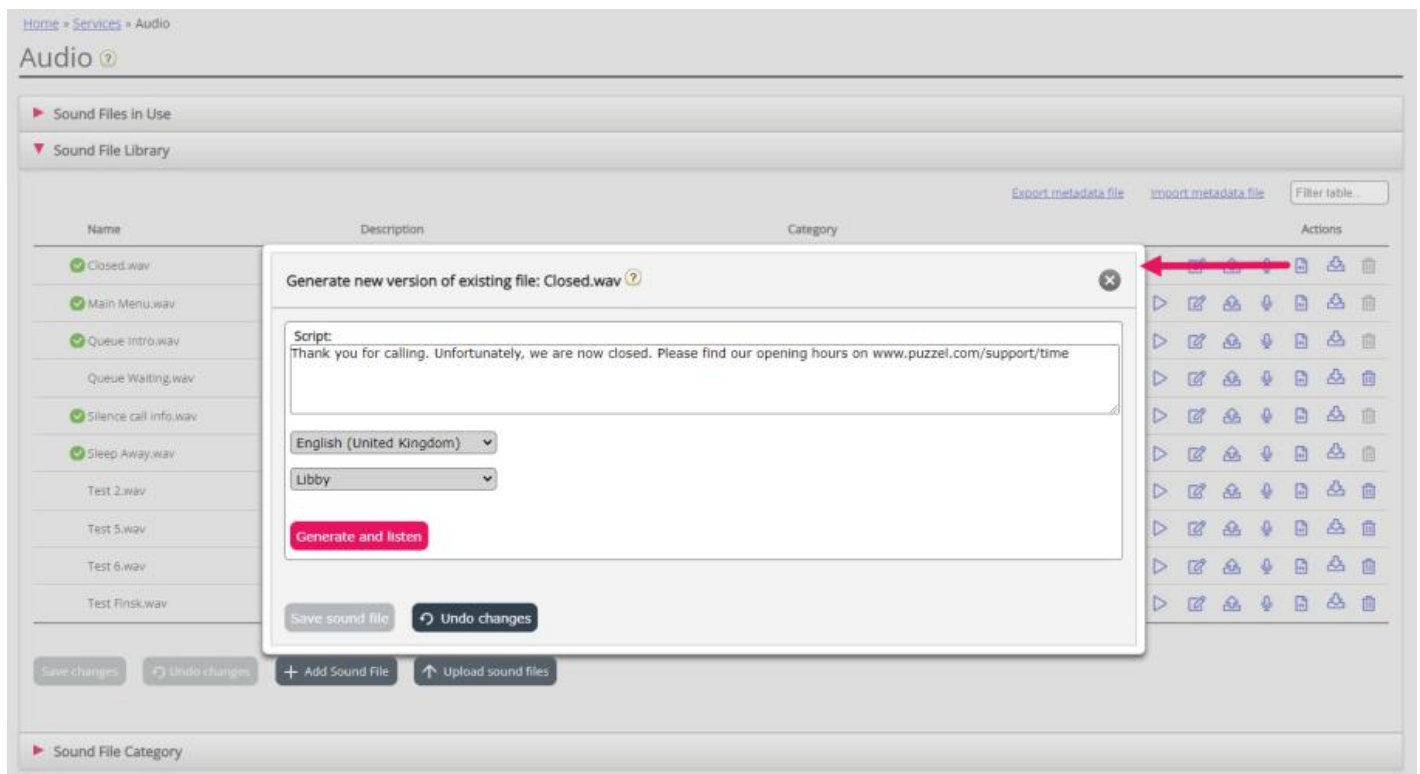 Home » Services » Audio
Audio ?
Sound Files in Use
Sound File Library
Export metadata file Import metadata file Filter table...
Name Description Category Actions
Closed.wav
Main Menu.wav
Queue Intro.wav
Queue Waiting.wav
Silence call info.wav
Sleep Away.wav
Test 2.wav
Test 5.wav
Test 6.wav
Test Finsk.wav
Generate new version of existing file: Closed.wav ?
Script:
Thank you for calling. Unfortunately, we are now closed. Please find our opening hours on www.puzzel.com/support/time
English (United Kingdom)
Libby
Generate and listen
Save sound file Undo changes
Save changes Undo changes + Add Sound File Upload sound files
Sound File Category